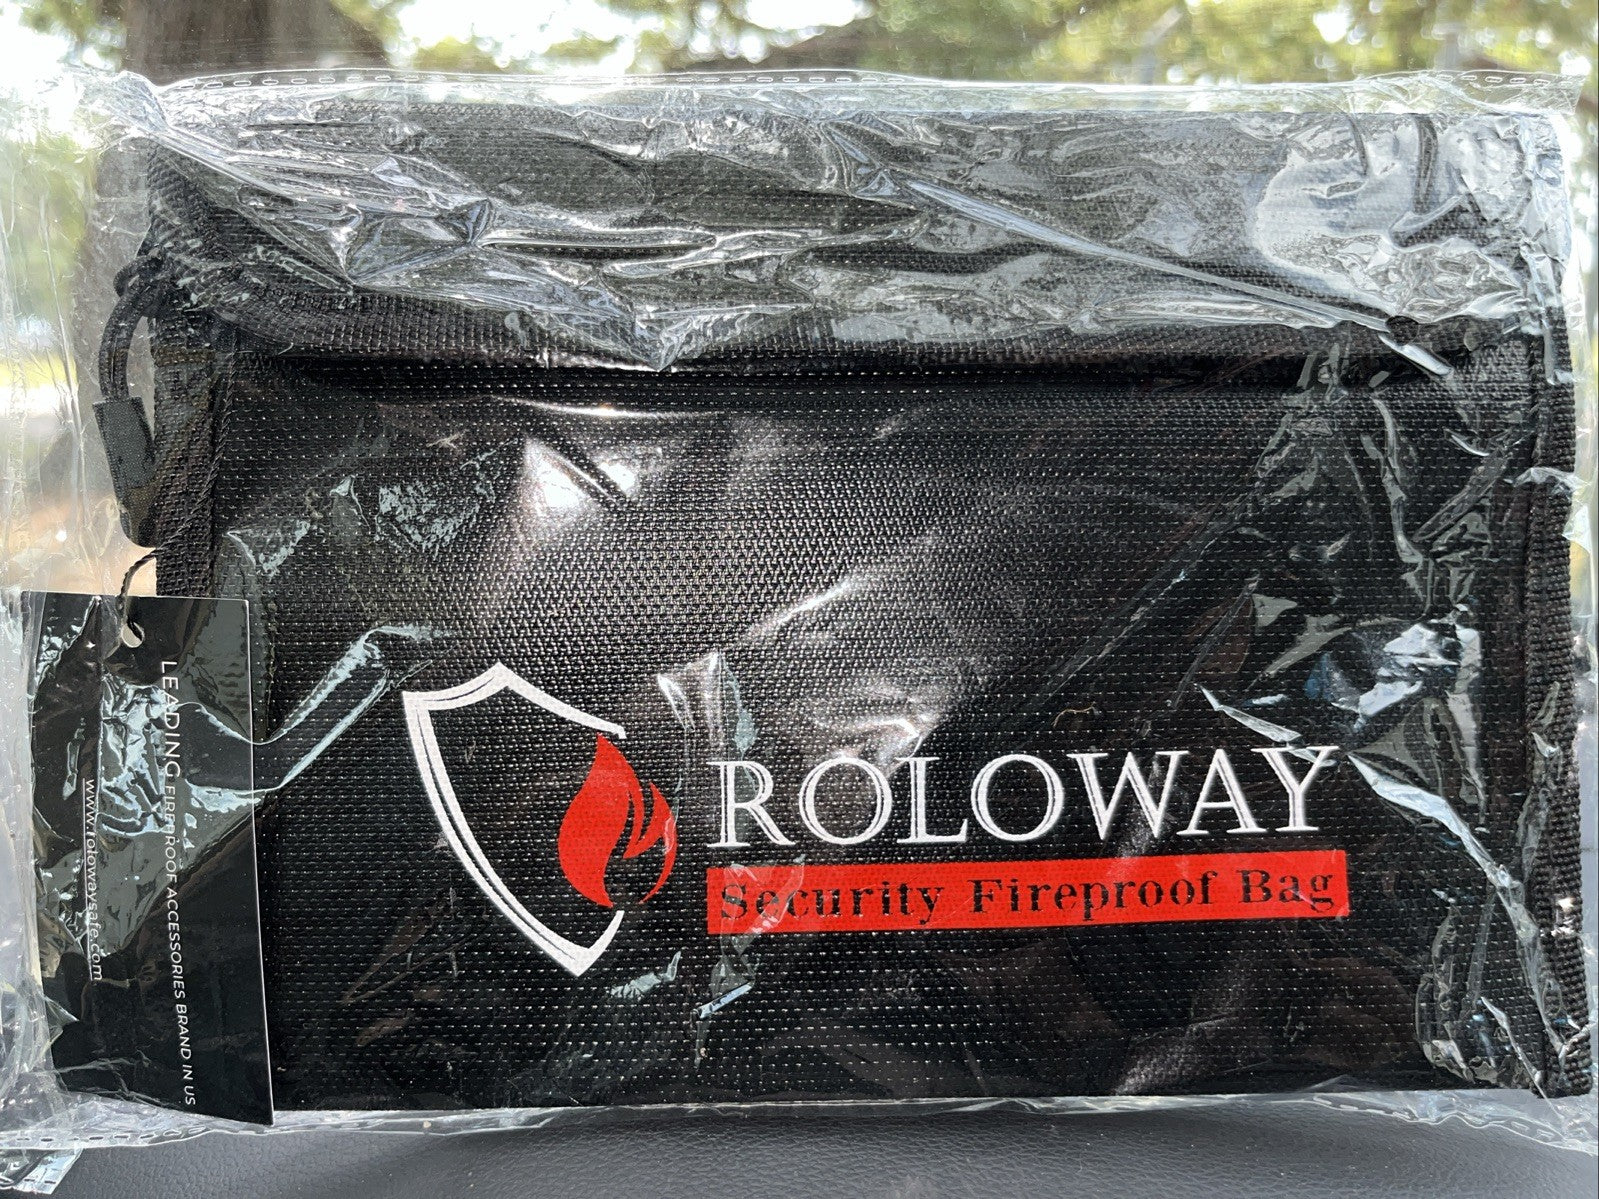 ROLOWAY
Security Fireproof Bag
LEADING FIREPROOF ACCESSORIES BRAND IN US
www.rolowaysafe.com